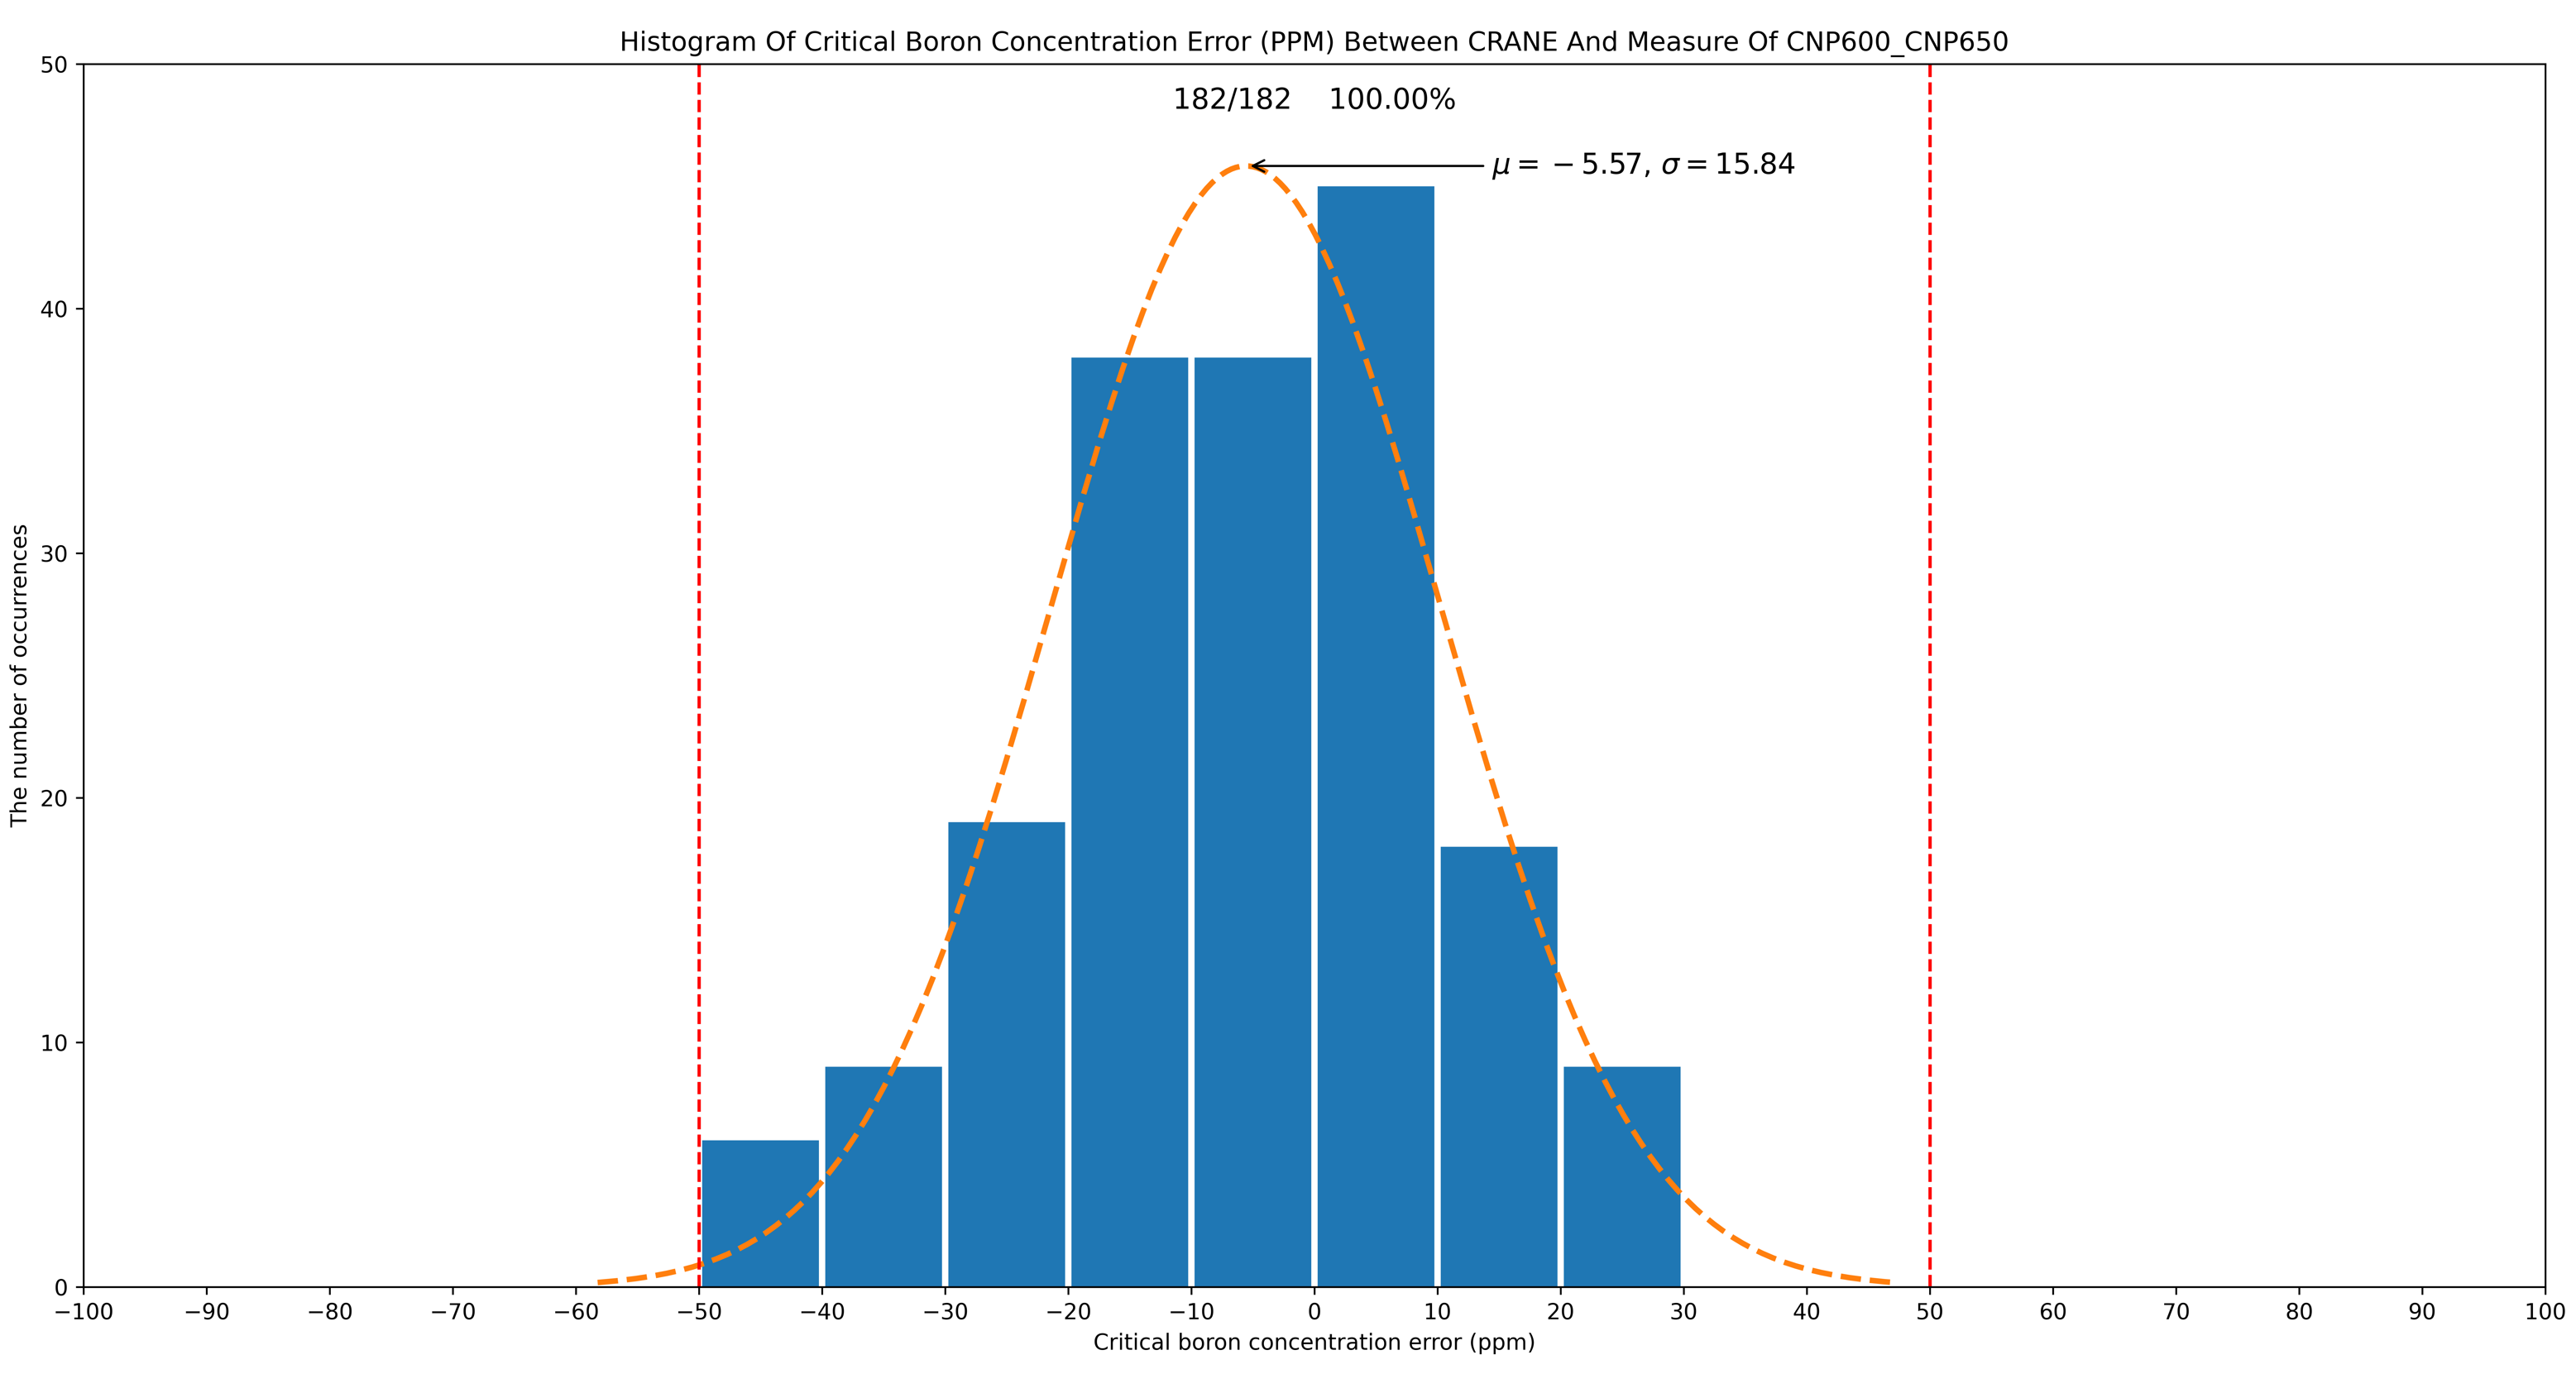 Histogram Of Critical Boron Concentration Error (PPM) Between CRANE And Measure Of CNP600_CNP650
182/182 100.00%
μ = − 5.57, σ = 15.84
The number of occurrences
50
40
30
20
10
0
−100 −90 −80 −70 −60 −50 −40 −30 −20 −10 0 10 20 30 40 50 60 70 80 90 100
Critical boron concentration error (ppm)